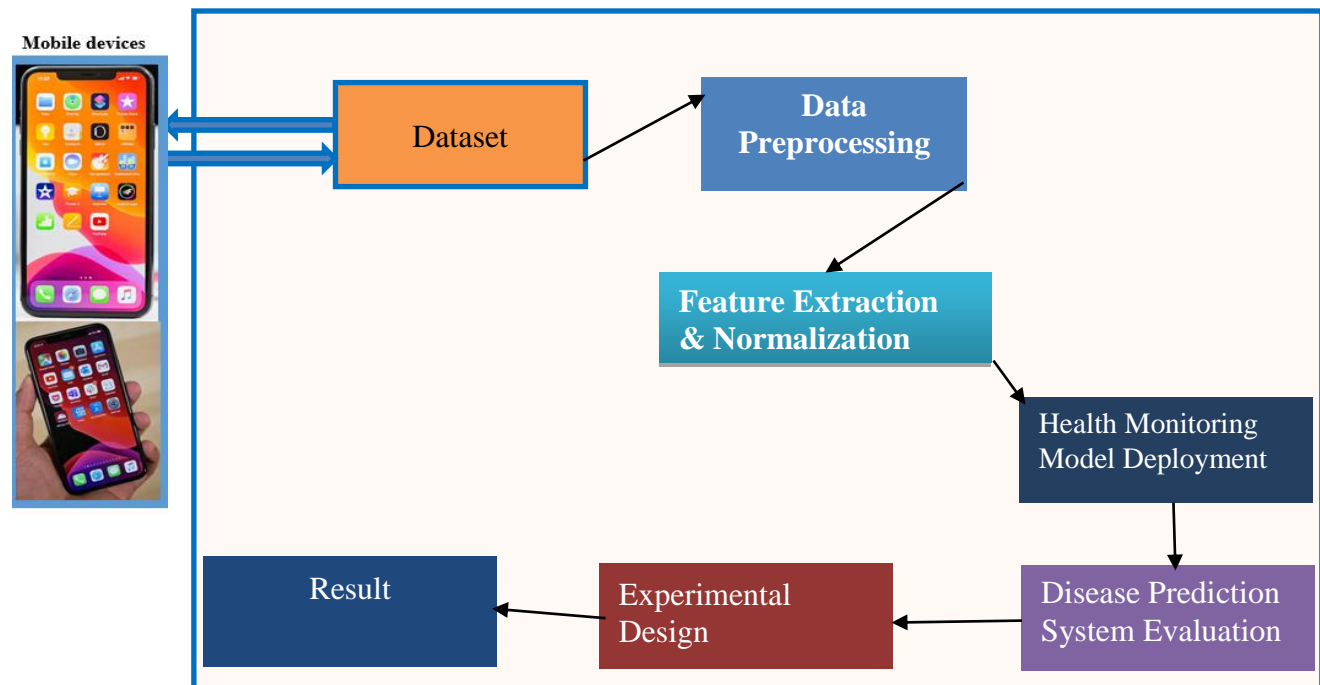 Mobile devices
Dataset
Data
Preprocessing
Feature Extraction
& Normalization
Health Monitoring
Model Deployment
Disease Prediction
System Evaluation
Experimental
Design
Result